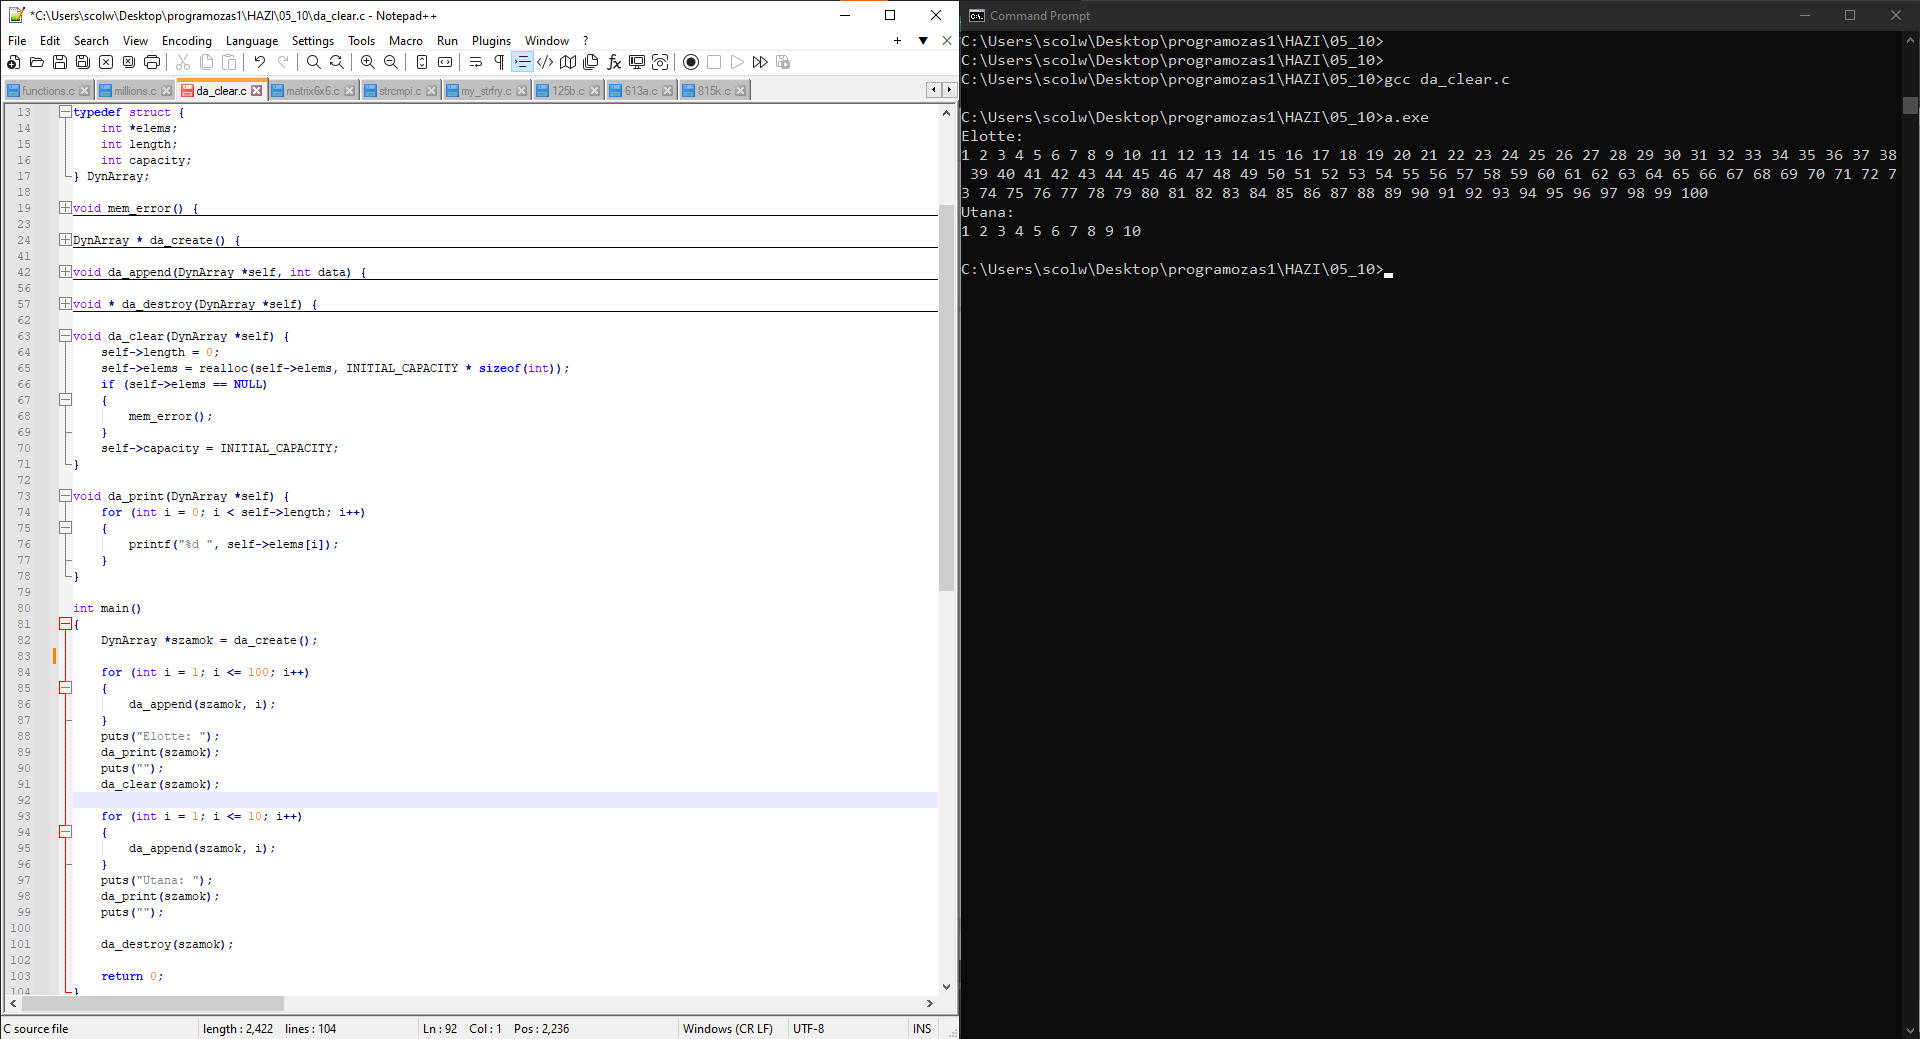 *C:\Users\scolw\Desktop\programozas1\HAZI\05_10\da_clear.c - Notepad++
File Edit Search View Encoding Language Settings Tools Macro Run Plugins Window ?
functions.c millions.c da_clear.c matrix6x6.c strcmpi.c my_strfry.c 125b.c 613a.c 815k.c
13 typedef struct {
14 int *elems;
15 int length;
16 int capacity;
17 } DynArray;
18
19 void mem_error() {
23
24 DynArray * da_create() {
41
42 void da_append(DynArray *self, int data) {
56
57 void * da_destroy(DynArray *self) {
62
63 void da_clear(DynArray *self) {
64 self->length = 0;
65 self->elems = realloc(self->elems, INITIAL_CAPACITY * sizeof(int));
66 if (self->elems == NULL)
67 {
68 mem_error();
69 }
70 self->capacity = INITIAL_CAPACITY;
71 }
72
73 void da_print(DynArray *self) {
74 for (int i = 0; i < self->length; i++)
75 {
76 printf("%d ", self->elems[i]);
77 }
78 }
79
80 int main()
81 {
82 DynArray *szamok = da_create();
83
84 for (int i = 1; i <= 100; i++)
85 {
86 da_append(szamok, i);
87 }
88 puts("Elotte: ");
89 da_print(szamok);
90 puts("");
91 da_clear(szamok);
92
93 for (int i = 1; i <= 10; i++)
94 {
95 da_append(szamok, i);
96 }
97 puts("Utana: ");
98 da_print(szamok);
99 puts("");
100
101 da_destroy(szamok);
102
103 return 0;
104 }
C source file length : 2,422 lines : 104 Ln : 92 Col : 1 Pos : 2,236 Windows (CR LF) UTF-8 INS
Command Prompt
C:\Users\scolw\Desktop\programozas1\HAZI\05_10>
C:\Users\scolw\Desktop\programozas1\HAZI\05_10>
C:\Users\scolw\Desktop\programozas1\HAZI\05_10>gcc da_clear.c
C:\Users\scolw\Desktop\programozas1\HAZI\05_10>a.exe
Elotte:
1 2 3 4 5 6 7 8 9 10 11 12 13 14 15 16 17 18 19 20 21 22 23 24 25 26 27 28 29 30 31 32 33 34 35 36 37 38
39 40 41 42 43 44 45 46 47 48 49 50 51 52 53 54 55 56 57 58 59 60 61 62 63 64 65 66 67 68 69 70 71 72 7
3 74 75 76 77 78 79 80 81 82 83 84 85 86 87 88 89 90 91 92 93 94 95 96 97 98 99 100
Utana:
1 2 3 4 5 6 7 8 9 10
C:\Users\scolw\Desktop\programozas1\HAZI\05_10>